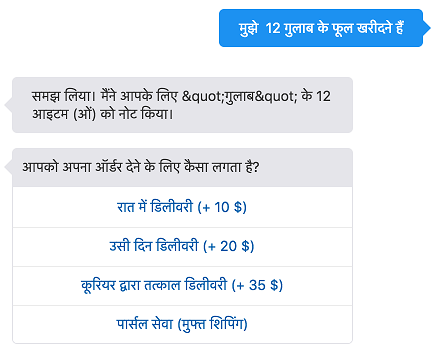 मुझे  12 गुलाब के फूल खरीदने हैं
समझ लिया। मैंने आपके लिए &quot;गुलाब&quot; के 12
आइटम (ओं) को नोट किया।
आपको अपना ऑर्डर देने के लिए कैसा लगता है?
रात में डिलीवरी (+ 10 $)
उसी दिन डिलीवरी (+ 20 $)
कूरियर द्वारा तत्काल डिलीवरी (+ 35 $)
पार्सल सेवा (मुफ्त शिपिंग)